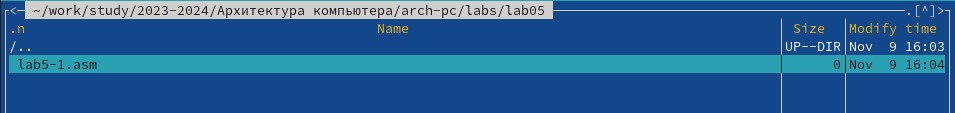 <- ~/work/study/2023-2024/Архитектура компьютера/arch-pc/labs/lab05 .[^]>
.n Name Size Modify time
/.. UP--DIR Nov 9 16:03
lab5-1.asm 0 Nov 9 16:04